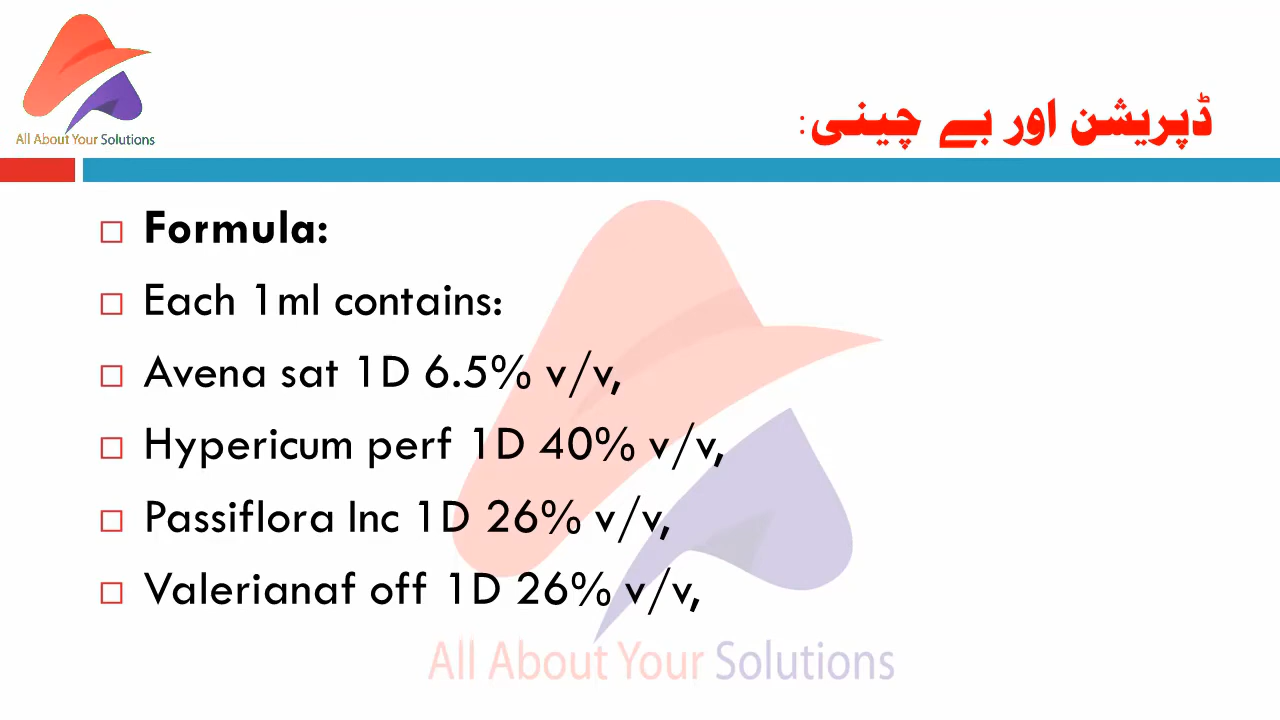 All About Your Solutions
ڈپریشن اور بے چینی:
Formula:
Each 1ml contains:
Avena sat 1D 6.5% v/v,
Hypericum perf 1D 40% v/v,
Passiflora Inc 1D 26% v/v,
Valerianaf off 1D 26% v/v,
All About Your Solutions